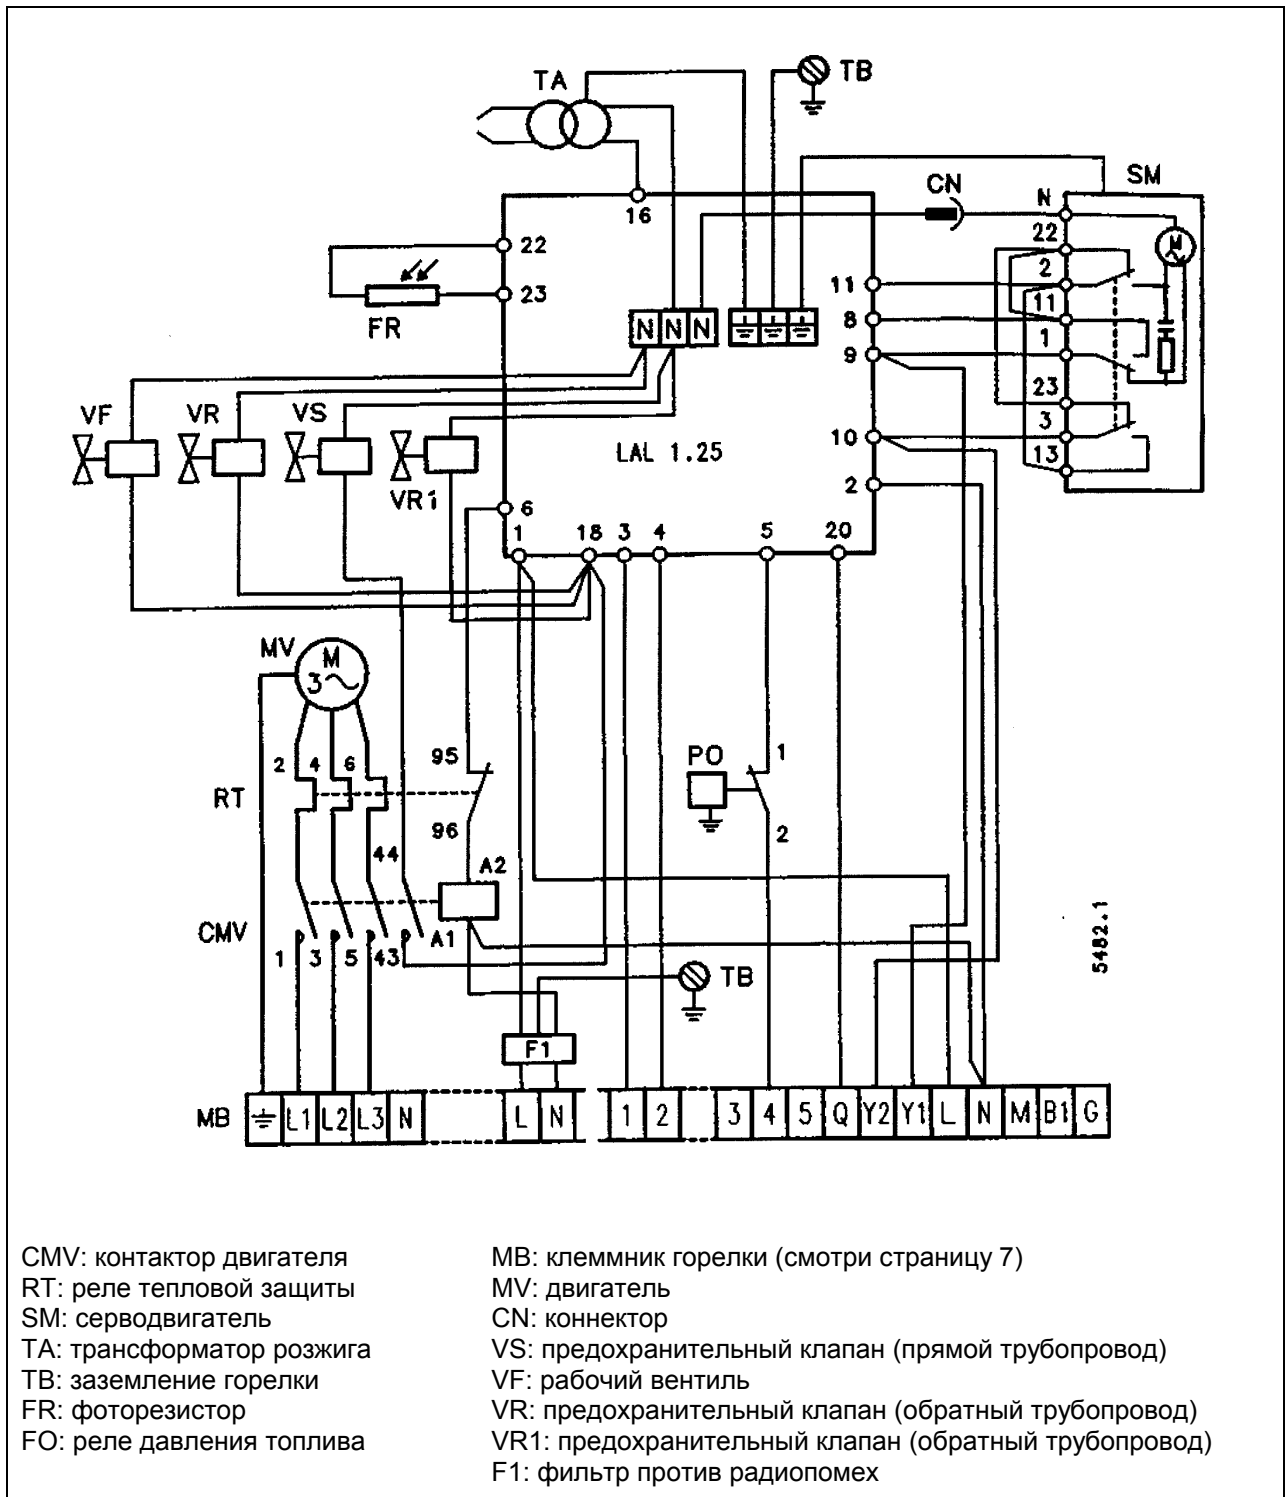 TA
TB
CN
SM
N
16
22
22
2
23
11
11
FR
N N N
8
1
9
23
VF
VR
VS
10
3
LAL 1.25
13
VR1
2
6
1
18
3
4
5
20
MV
M
3~
95
PO
1
2
4
6
RT
96
2
44
A2
CMV
A1
1
3
5
43
TB
5482.1
F1
MB
L1 L2 L3 N
L N
1 2
3 4 5 Q Y2 Y1 L N M B1 G
M
CMV: контактор двигателя
RT: реле тепловой защиты
SM: серводвигатель
TA: трансформатор розжига
TB: заземление горелки
FR: фоторезистор
FO: реле давления топлива
MB: клеммник горелки (смотри страницу 7)
MV: двигатель
CN: коннектор
VS: предохранительный клапан (прямой трубопровод)
VF: рабочий вентиль
VR: предохранительный клапан (обратный трубопровод)
VR1: предохранительный клапан (обратный трубопровод)
F1: фильтр против радиопомех